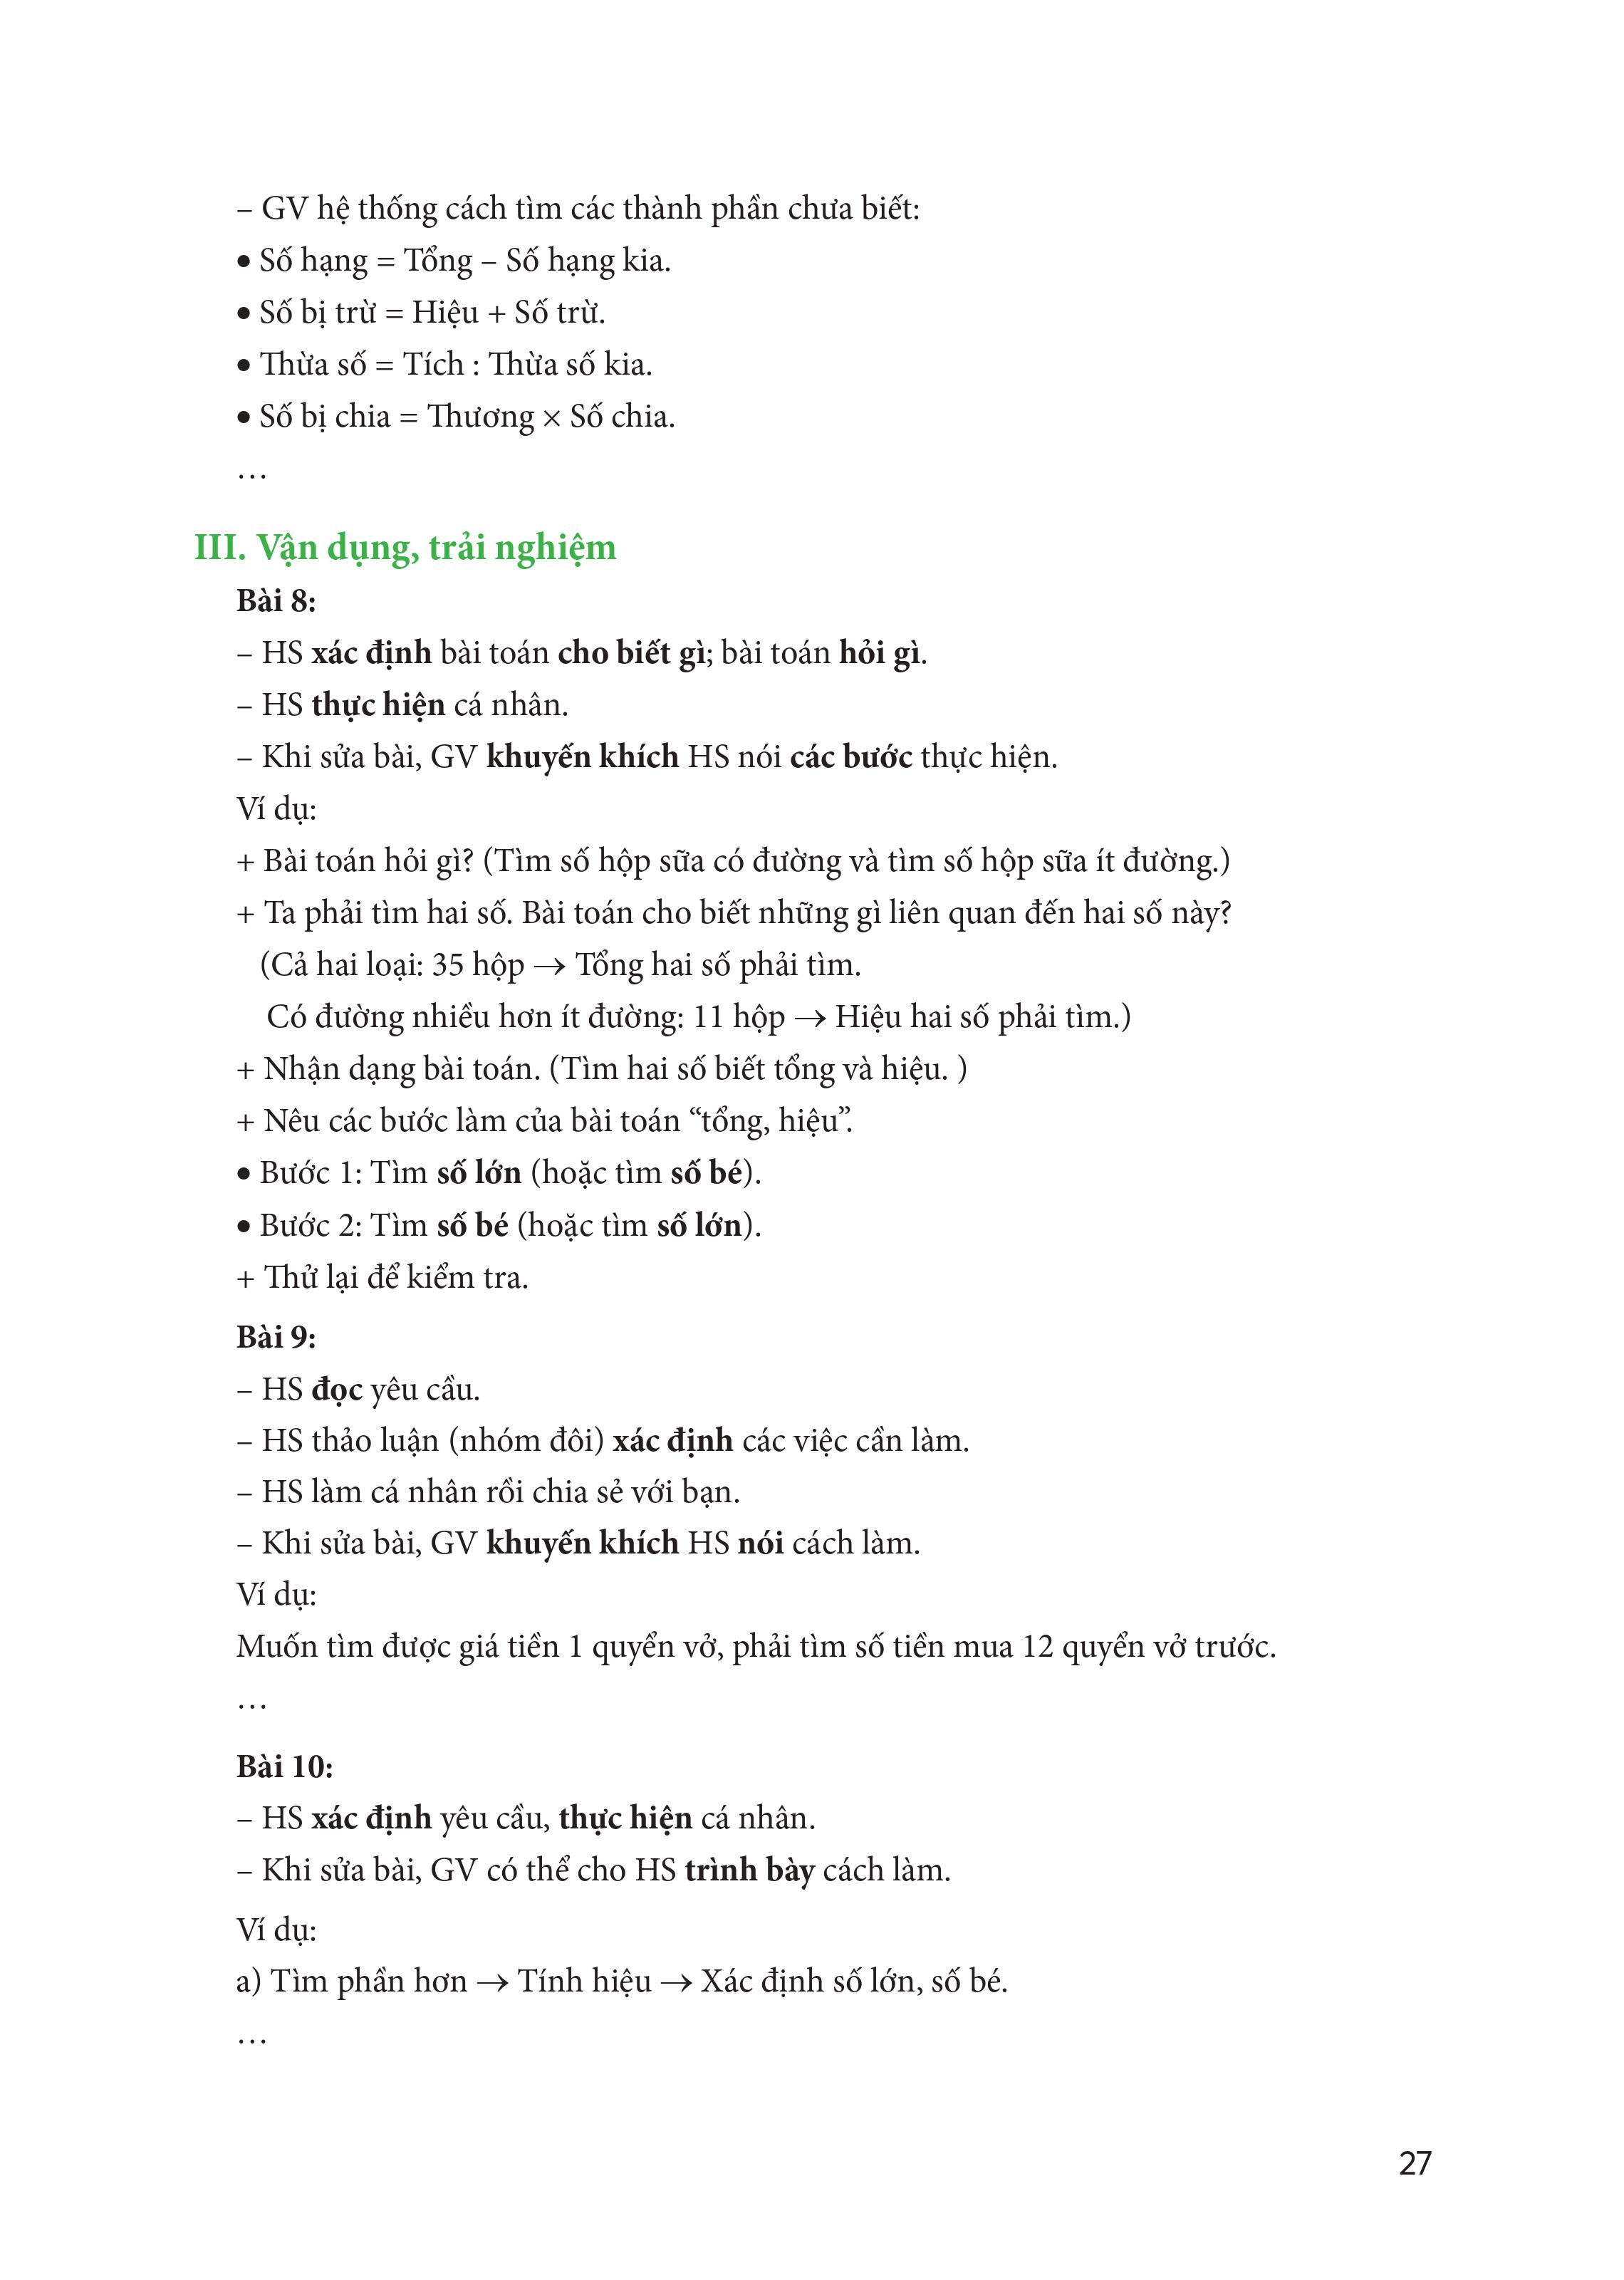 – GV hệ thống cách tìm các thành phần chưa biết:
• Số hạng = Tổng – Số hạng kia.
• Số bị trừ = Hiệu + Số trừ.
• Thừa số = Tích : Thừa số kia.
• Số bị chia = Thương × Số chia.
…
III. Vận dụng, trải nghiệm
Bài 8:
– HS xác định bài toán cho biết gì; bài toán hỏi gì.
– HS thực hiện cá nhân.
– Khi sửa bài, GV khuyến khích HS nói các bước thực hiện.
Ví dụ:
+ Bài toán hỏi gì? (Tìm số hộp sữa có đường và tìm số hộp sữa ít đường.)
+ Ta phải tìm hai số. Bài toán cho biết những gì liên quan đến hai số này?
(Cả hai loại: 35 hộp → Tổng hai số phải tìm.
Có đường nhiều hơn ít đường: 11 hộp → Hiệu hai số phải tìm.)
+ Nhận dạng bài toán. (Tìm hai số biết tổng và hiệu. )
+ Nêu các bước làm của bài toán “tổng, hiệu”.
• Bước 1: Tìm số lớn (hoặc tìm số bé).
• Bước 2: Tìm số bé (hoặc tìm số lớn).
+ Thử lại để kiểm tra.
Bài 9:
– HS đọc yêu cầu.
– HS thảo luận (nhóm đôi) xác định các việc cần làm.
– HS làm cá nhân rồi chia sẻ với bạn.
– Khi sửa bài, GV khuyến khích HS nói cách làm.
Ví dụ:
Muốn tìm được giá tiền 1 quyển vở, phải tìm số tiền mua 12 quyển vở trước.
…
Bài 10:
– HS xác định yêu cầu, thực hiện cá nhân.
– Khi sửa bài, GV có thể cho HS trình bày cách làm.
Ví dụ:
a) Tìm phần hơn → Tính hiệu → Xác định số lớn, số bé.
…
27